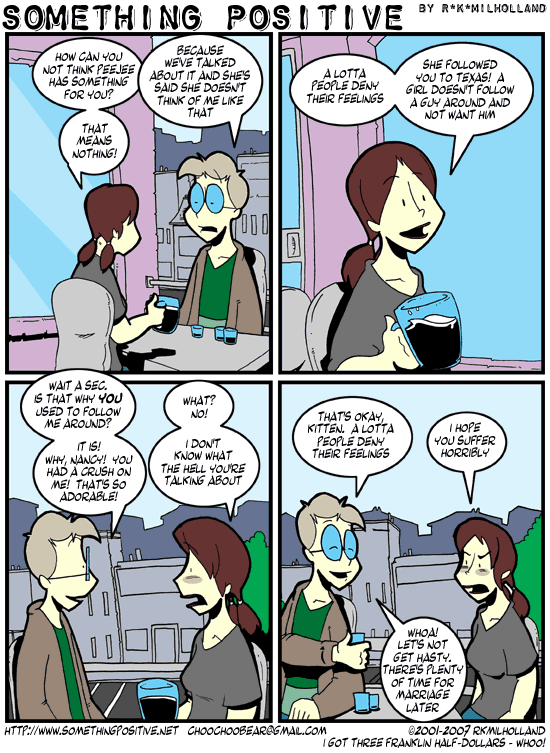 SOMETHING POSITIVE BY R*K*MILHOLLAND
HOW CAN YOU
NOT THINK PEEJEE
HAS SOMETHING
FOR YOU?
BECAUSE
WE'VE TALKED
ABOUT IT AND SHE'S
SAID SHE DOESN'T
THINK OF ME LIKE
THAT
THAT
MEANS
NOTHING!
A LOTTA
PEOPLE DENY
THEIR FEELINGS
SHE FOLLOWED
YOU TO TEXAS! A
GIRL DOESN'T FOLLOW
A GUY AROUND AND
NOT WANT HIM
WAIT A SEC.
IS THAT WHY YOU
USED TO FOLLOW
ME AROUND?
WHAT?
NO!
IT IS!
WHY, NANCY! YOU
HAD A CRUSH ON
ME! THAT'S SO
ADORABLE!
I DON'T
KNOW WHAT
THE HELL YOU'RE
TALKING ABOUT
THAT'S OKAY,
KITTEN. A LOTTA
PEOPLE DENY
THEIR FEELINGS
I HOPE
YOU SUFFER
HORRIBLY
WHOA!
LET'S NOT
GET HASTY.
THERE'S PLENTY
OF TIME FOR
MARRIAGE
LATER
HTTP://WWW.SOMETHINGPOSITIVE.NET CHOOCHOOBEAR@GMAIL.COM ©2001-2007 RKMILHOLLAND
I GOT THREE FRANKLIN HALF-DOLLARS - WHOO!